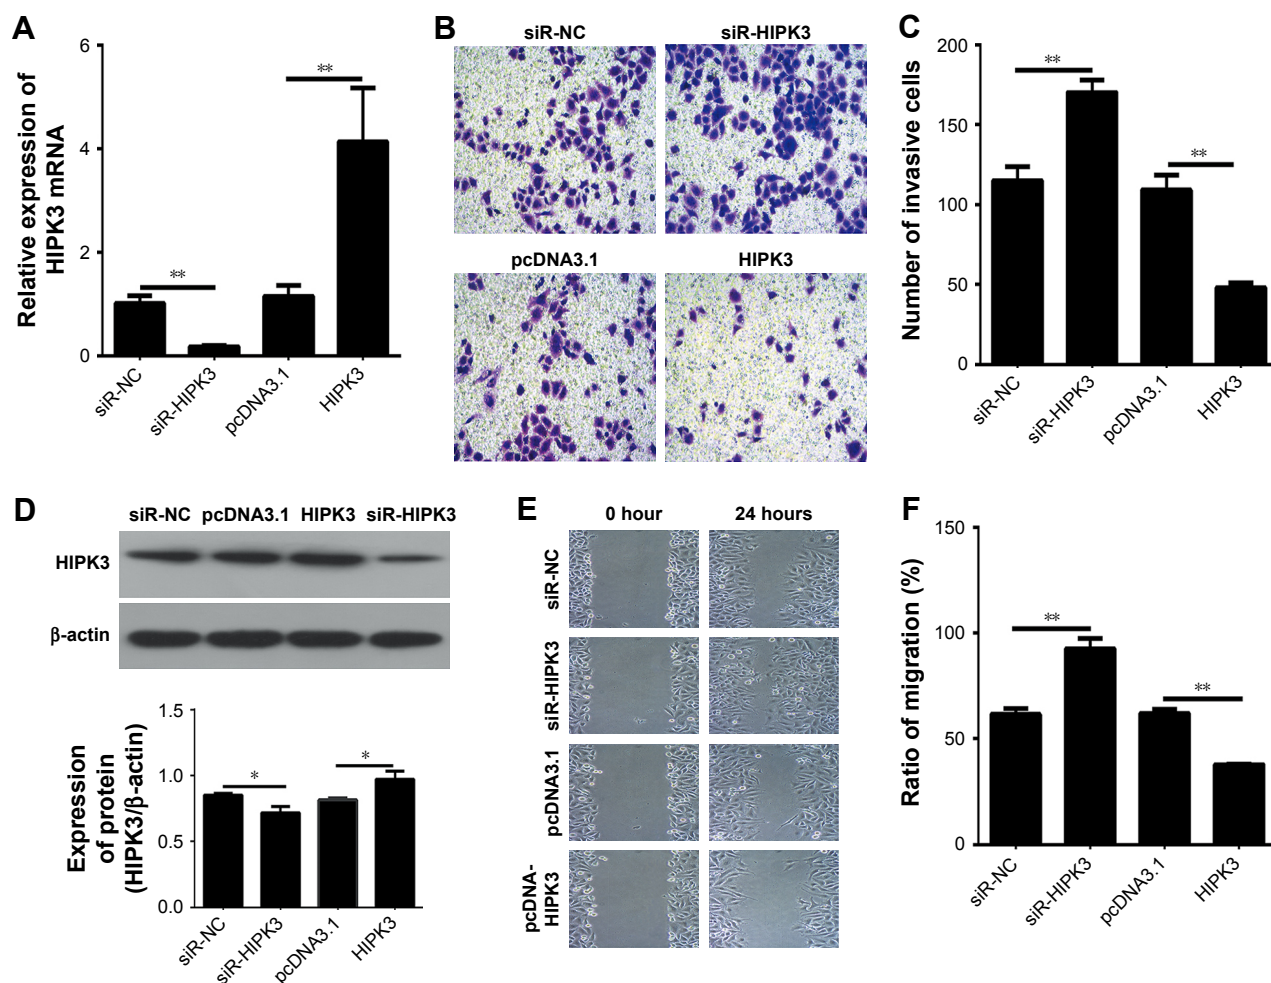 A
Relative expression of
HIPK3 mRNA
6
4
2
0
**
**
siR-NC
siR-HIPK3
pcDNA3.1
HIPK3
B
siR-NC
siR-HIPK3
pcDNA3.1
HIPK3
C
Number of invasive cells
200
150
100
50
0
**
**
siR-NC
siR-HIPK3
pcDNA3.1
HIPK3
D
siR-NC pcDNA3.1 HIPK3 siR-HIPK3
HIPK3
β-actin
Expression
of protein
(HIPK3/β-actin)
1.5
1.0
0.5
0.0
*
*
siR-NC
siR-HIPK3
pcDNA3.1
HIPK3
E
0 hour 24 hours
siR-NC
siR-HIPK3
pcDNA3.1
pcDNA-
HIPK3
F
Ratio of migration (%)
150
100
50
0
**
**
siR-NC
siR-HIPK3
pcDNA3.1
HIPK3